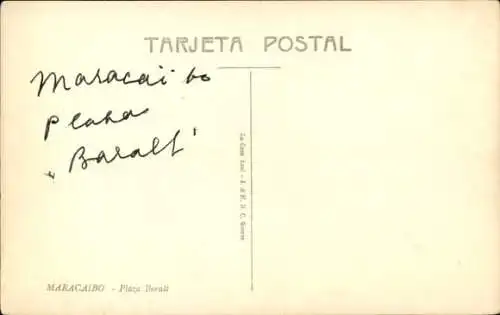 TARJETA POSTAL
Maracaibo
Plaza
"Baralt"
MARACAIBO - Plaza Baralt